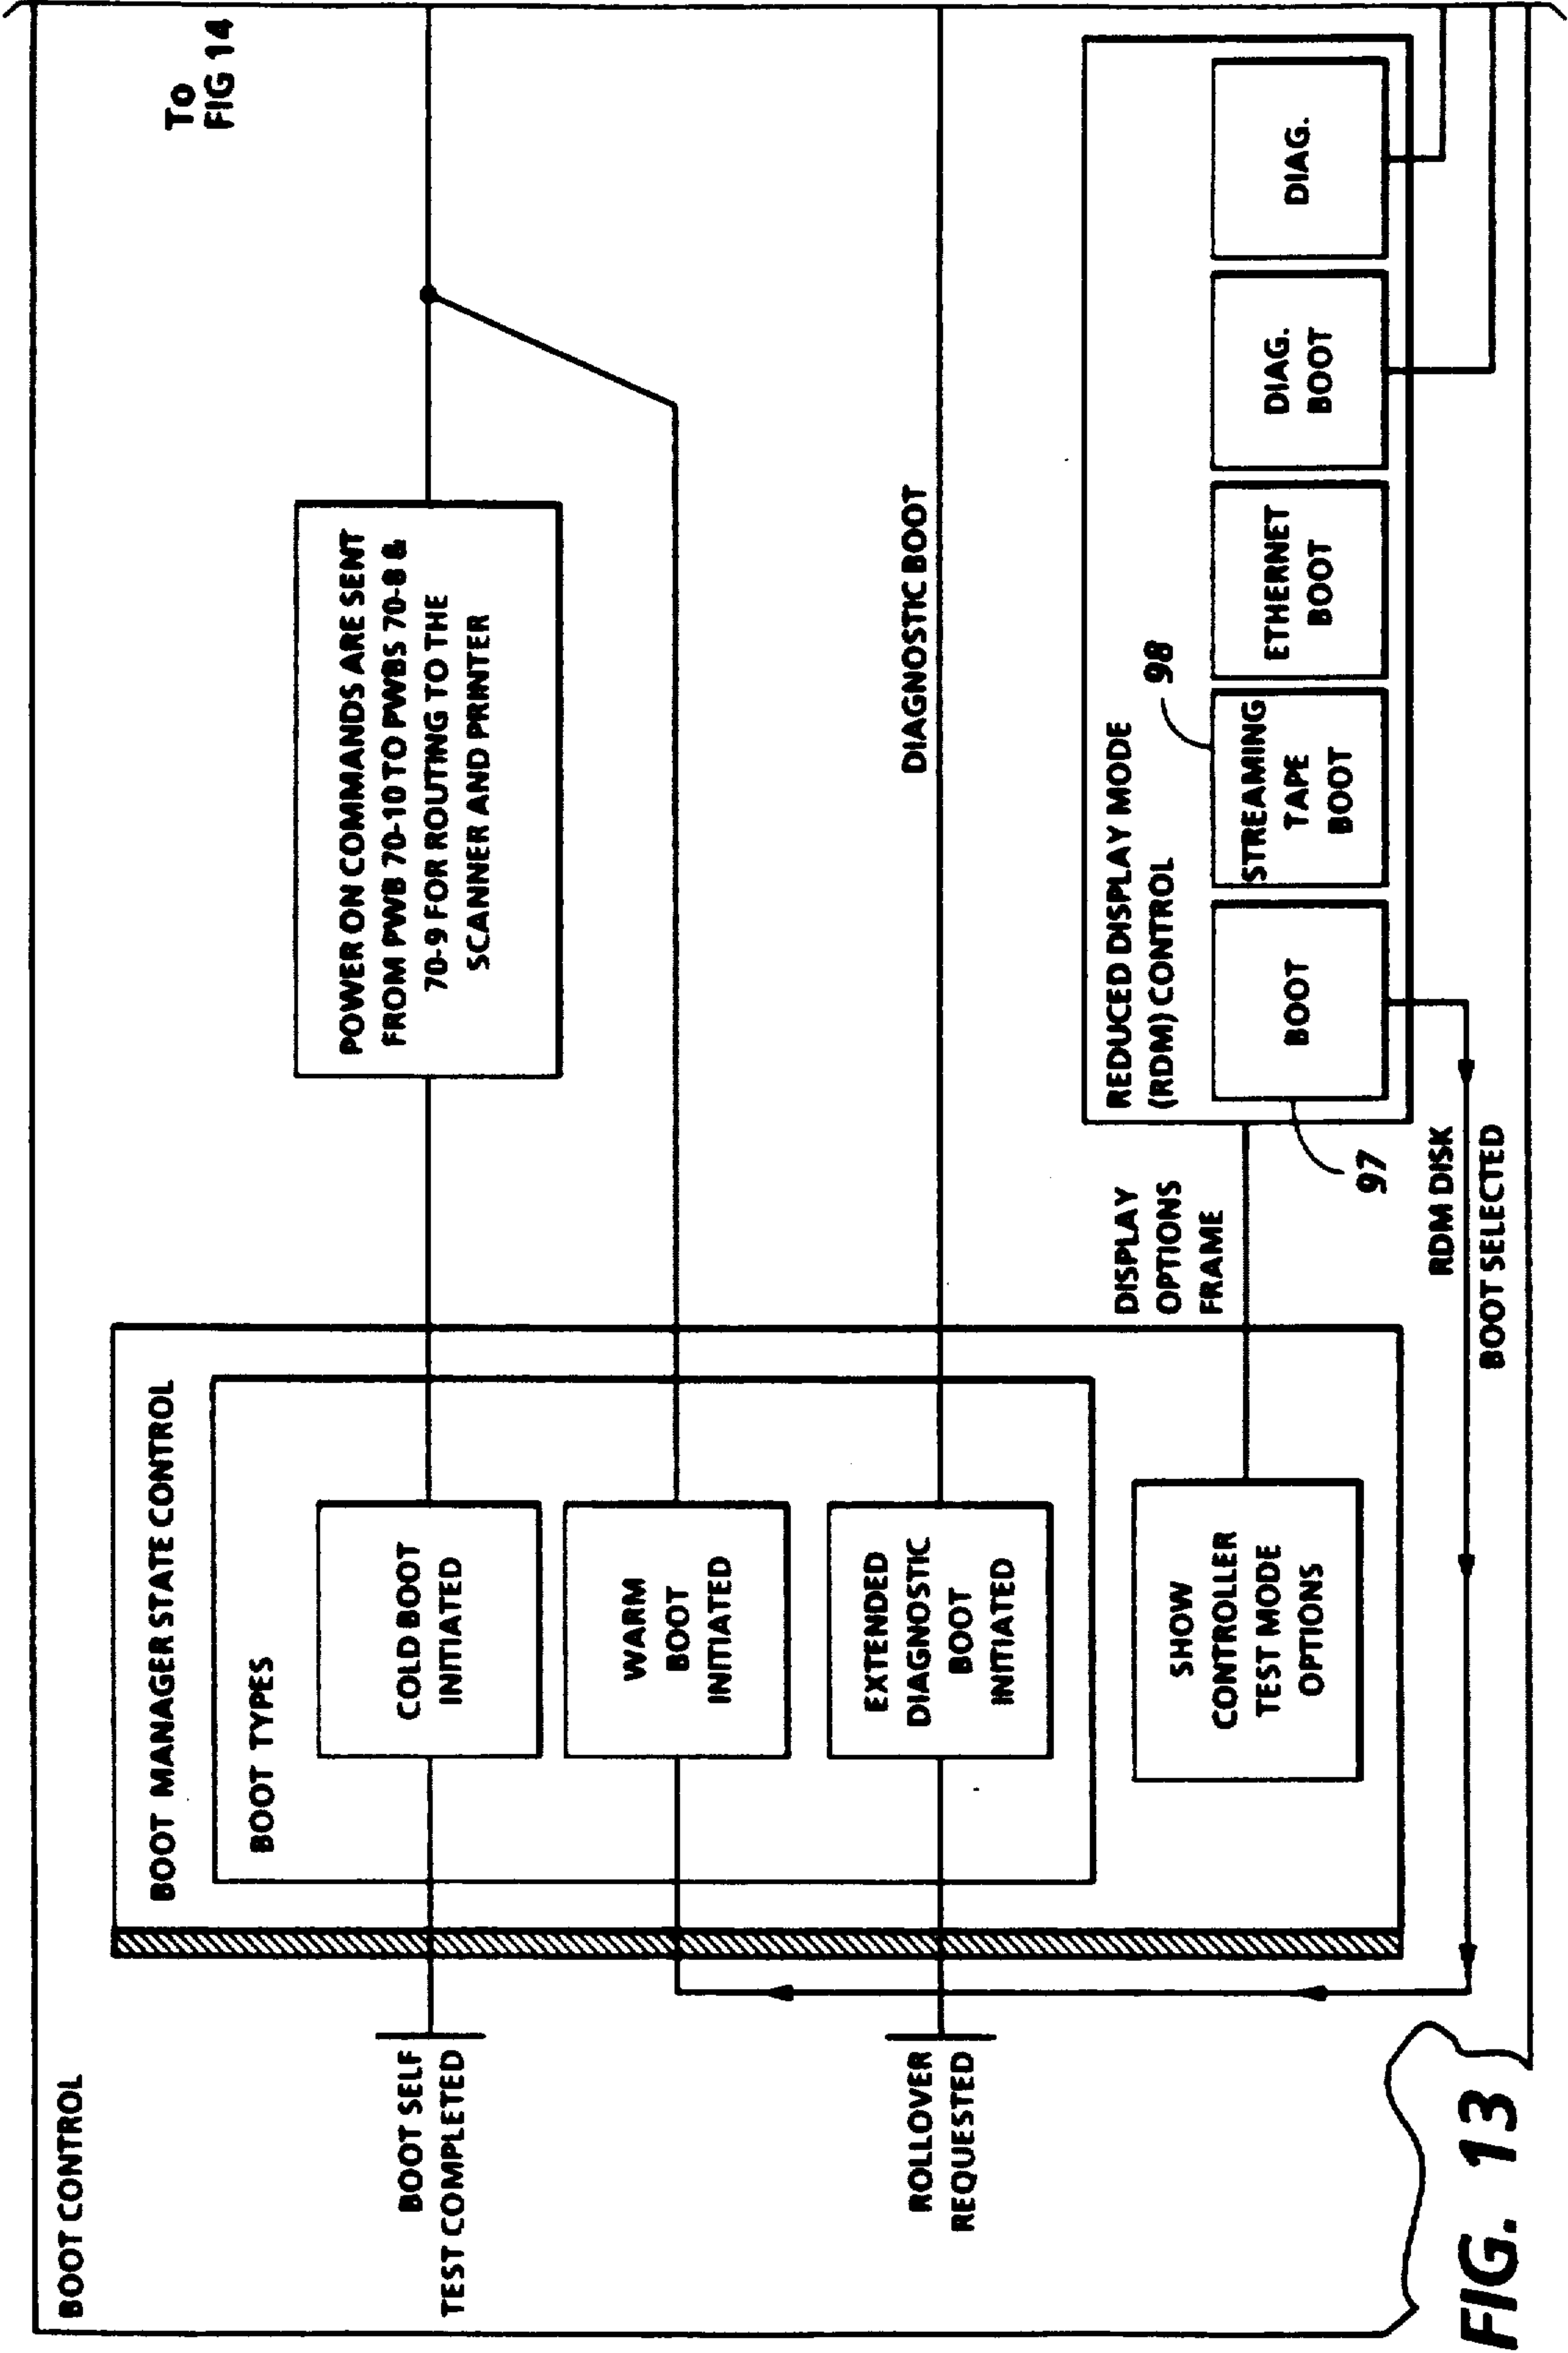 BOOT CONTROL
To
FIG 14
BOOT MANAGER STATE CONTROL
BOOT TYPES
BOOT SELF
TEST COMPLETED
COLD BOOT
INITIATED
POWER ON COMMANDS ARE SENT
FROM PWB 70-10 TO PWBS 70-8 &
70-9 FOR ROUTING TO THE
SCANNER AND PRINTER
WARM
BOOT
INITIATED
ROLLOVER
REQUESTED
EXTENDED
DIAGNOSTIC
BOOT
INITIATED
DIAGNOSTIC BOOT
SHOW
CONTROLLER
TEST MODE
OPTIONS
DISPLAY
OPTIONS
FRAME
REDUCED DISPLAY MODE
(RDM) CONTROL
98
BOOT
STREAMING
TAPE
BOOT
ETHERNET
BOOT
DIAG.
BOOT
DIAG.
97
RDM DISK
BOOT SELECTED
FIG. 13